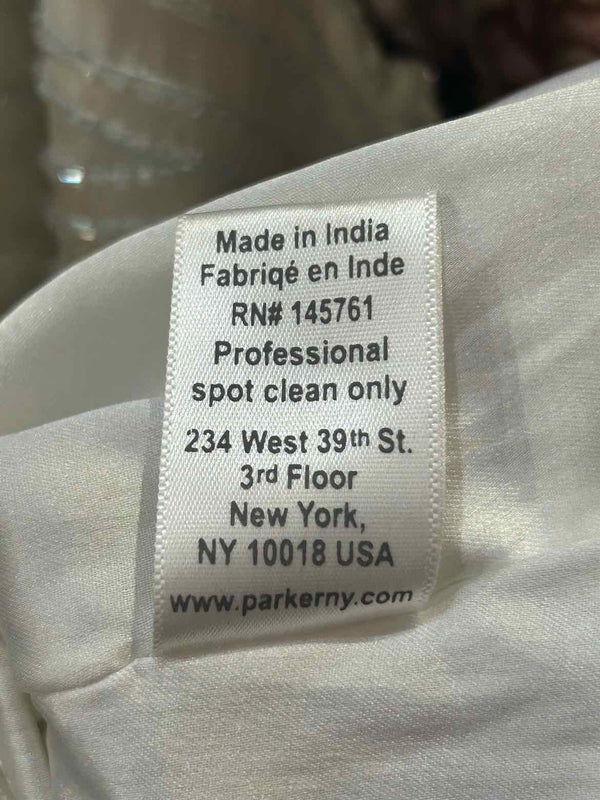 Made in India
Fabriqé en Inde
RN# 145761
Professional
spot clean only
234 West 39th St.
3rd Floor
New York,
NY 10018 USA
www.parkerny.com